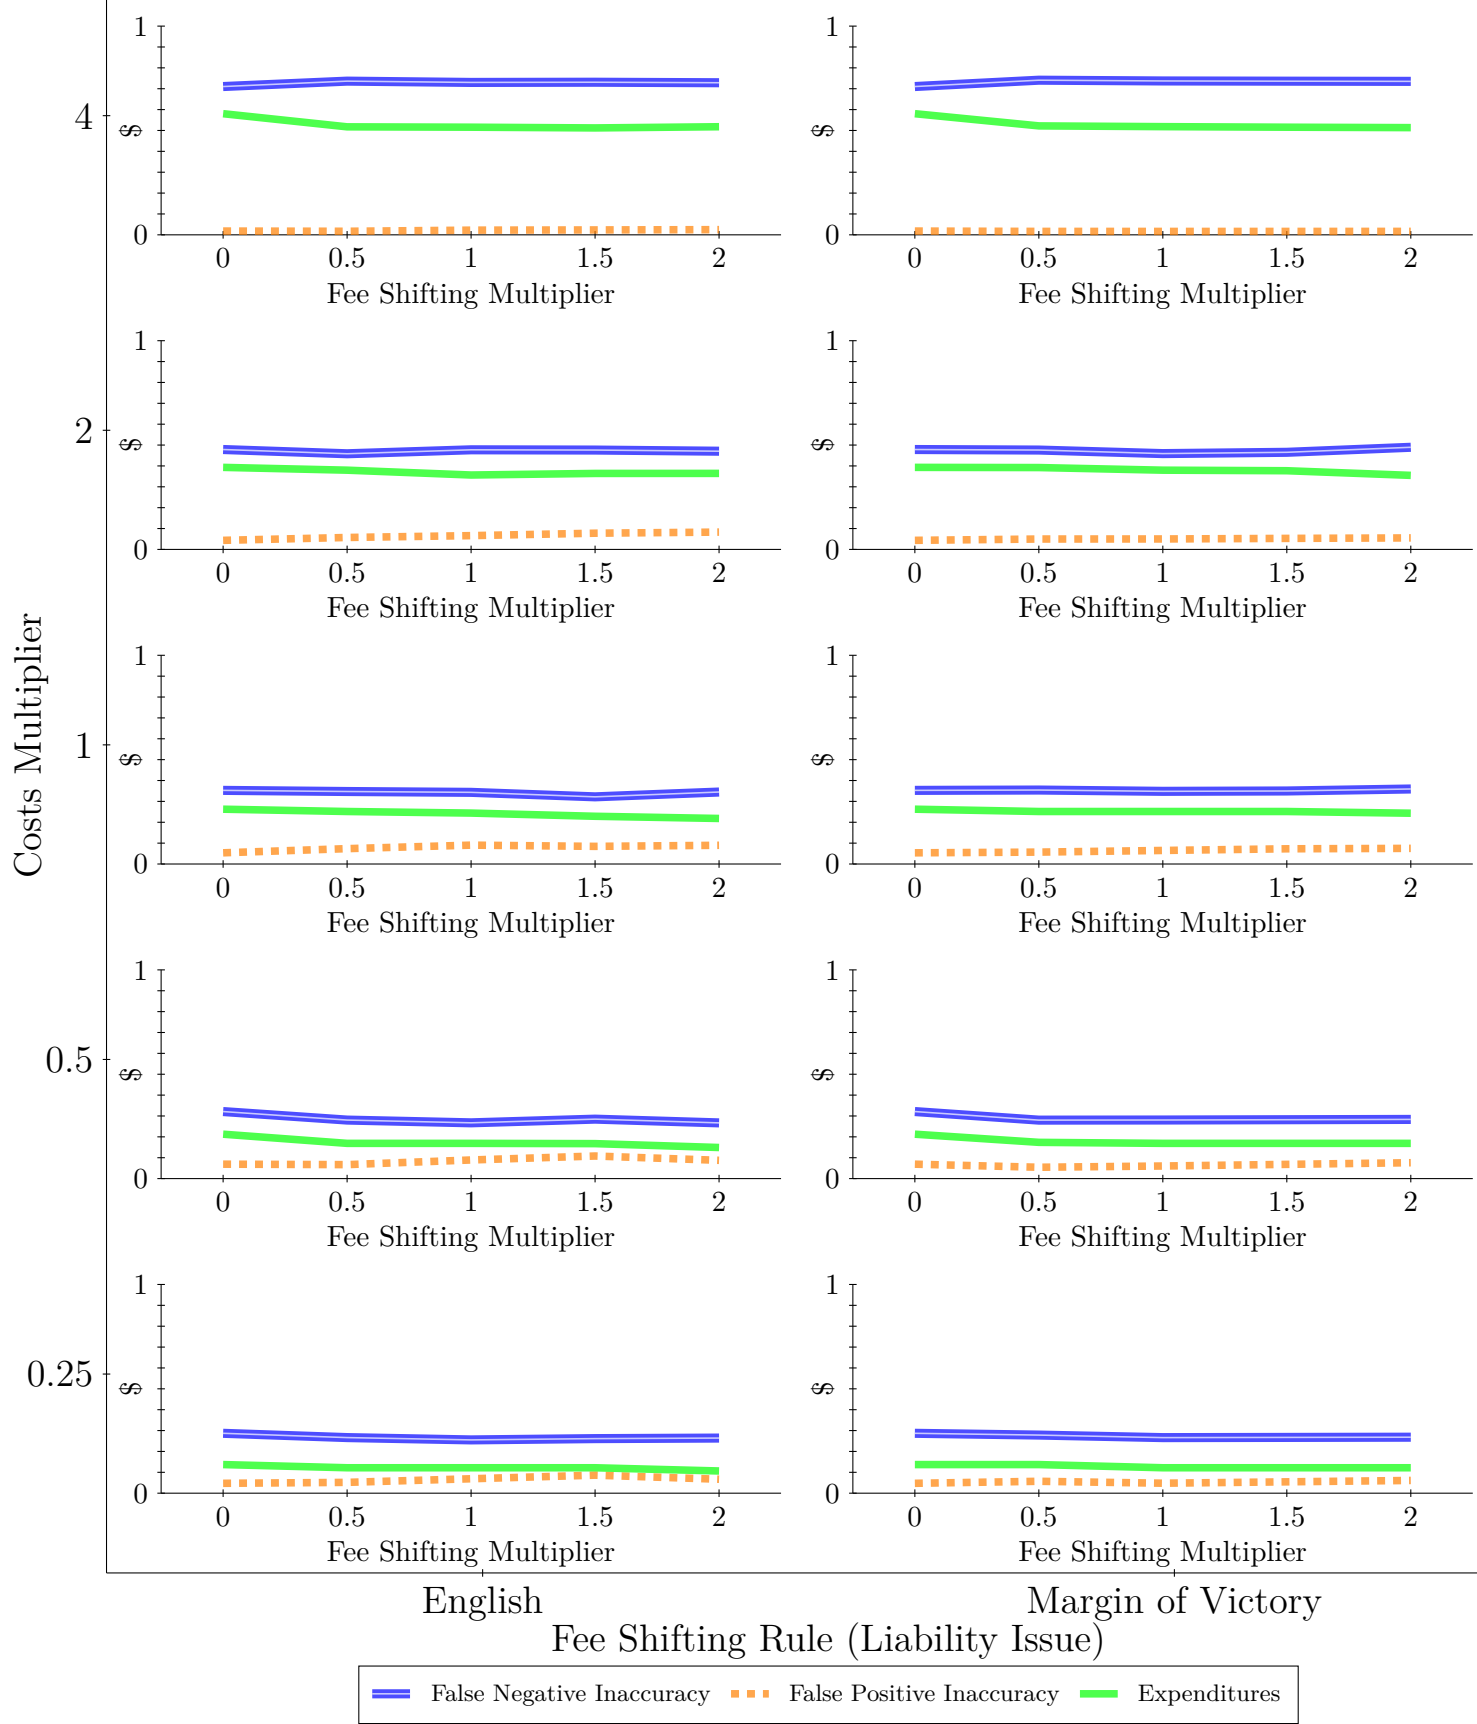 Costs Multiplier
4
1
$
0
0 0.5 1 1.5 2
Fee Shifting Multiplier
1
$
0
0 0.5 1 1.5 2
Fee Shifting Multiplier
2
1
$
0
0 0.5 1 1.5 2
Fee Shifting Multiplier
1
$
0
0 0.5 1 1.5 2
Fee Shifting Multiplier
1
1
$
0
0 0.5 1 1.5 2
Fee Shifting Multiplier
1
$
0
0 0.5 1 1.5 2
Fee Shifting Multiplier
0.5
1
$
0
0 0.5 1 1.5 2
Fee Shifting Multiplier
1
$
0
0 0.5 1 1.5 2
Fee Shifting Multiplier
0.25
1
$
0
0 0.5 1 1.5 2
Fee Shifting Multiplier
1
$
0
0 0.5 1 1.5 2
Fee Shifting Multiplier
English
Margin of Victory
Fee Shifting Rule (Liability Issue)
False Negative Inaccuracy
False Positive Inaccuracy
Expenditures